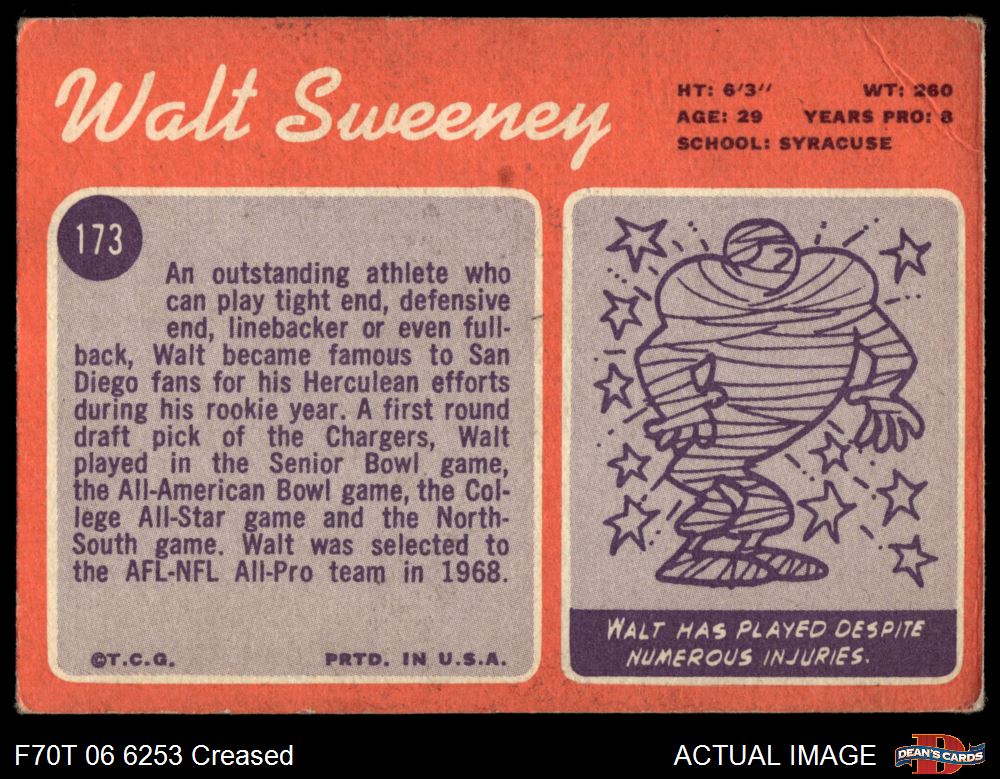 Walt Sweeney
HT: 6'3" WT: 260
AGE: 29 YEARS PRO: 8
SCHOOL: SYRACUSE
173
An outstanding athlete who
can play tight end, defensive
end, linebacker or even full-
back, Walt became famous to San
Diego fans for his Herculean efforts
during his rookie year. A first round
draft pick of the Chargers, Walt
played in the Senior Bowl game,
the All-American Bowl game, the Col-
lege All-Star game and the North-
South game. Walt was selected to
the AFL-NFL All-Pro team in 1968.
©T.C.G. PRTD. IN U.S.A.
WALT HAS PLAYED DESPITE
NUMEROUS INJURIES.
F70T 06 6253 Creased
ACTUAL IMAGE
DEAN'S CARDS